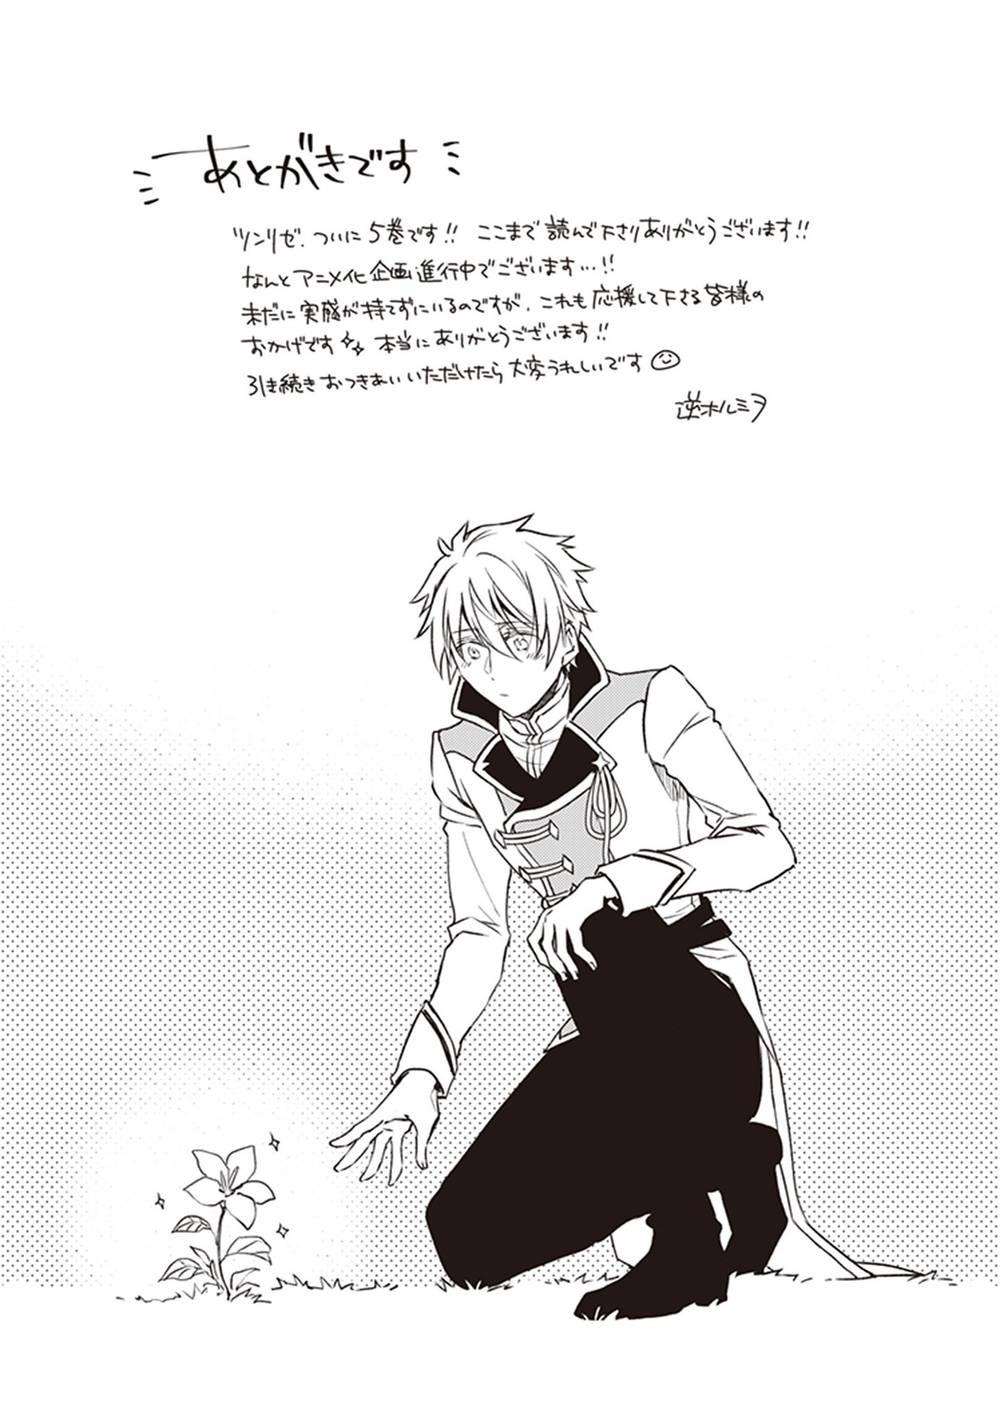 あとがきです
ツンリゼ、ついに5巻です!! ここまで読んで下さりありがとうございます!!
なんとアニメ化企画進行中でございます…!!
未だに実感が持てずにいるのですが、これも応援して下さる皆様の
おかげです 本当にありがとうございます!!
引き続きおつきあいいただけたら大変うれしいです
逆木ルミヲ